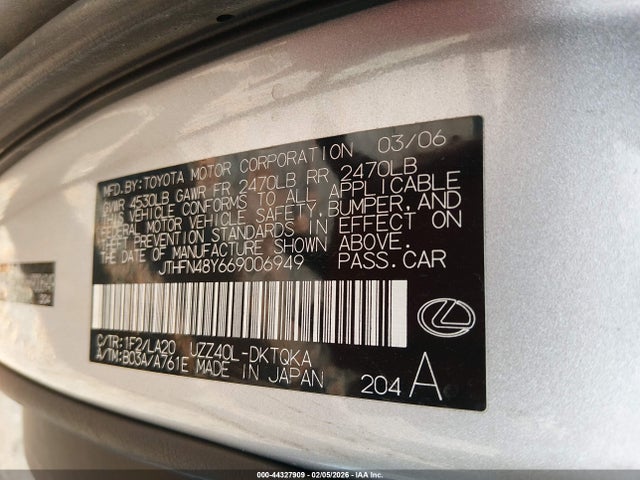 MFD.BY:TOYOTA MOTOR CORPORATION 03/06
GVWR 4530LB GAWR FR 2470LB RR 2470LB
THIS VEHICLE CONFORMS TO ALL APPLICABLE
FEDERAL MOTOR VEHICLE SAFETY,BUMPER,AND
THEFT PREVENTION STANDARDS IN EFFECT ON
THE DATE OF MANUFACTURE SHOWN ABOVE.
JTHFN48Y669006949 PASS.CAR
C/TR:1F2/LA20 UZZ40L-DKTQKA
A/TM:B03A/A761E MADE IN JAPAN
204 A
204
000-44327909 | 02/05/2026 - IAA Inc.